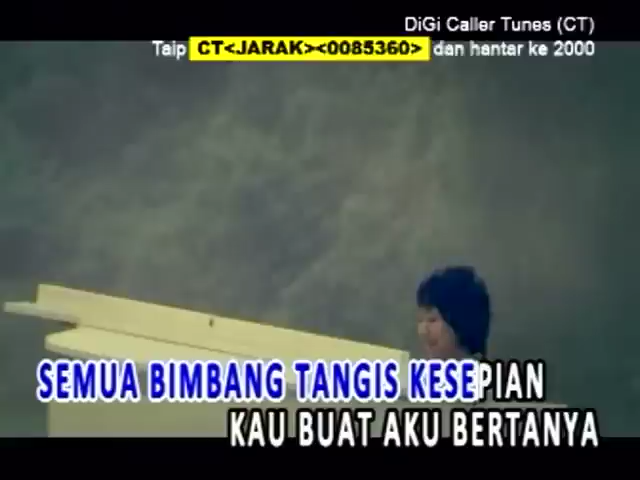 DiGi Caller Tunes (CT)
Taip CT<JARAK><0085360> dan hantar ke 2000
SEMUA BIMBANG TANGIS KESEPIAN
KAU BUAT AKU BERTANYA